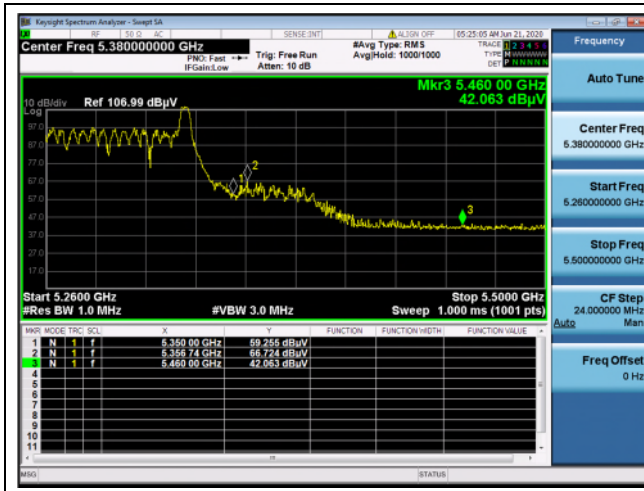 Keysight Spectrum Analyzer - Swept SA
RF 50 Ω AC SENSE:INT ALIGN OFF 05:25:05 AM Jun 21, 2020
Center Freq 5.380000000 GHz #Avg Type: RMS TRACE 1 2 3 4 5 6
PNO: Fast Trig: Free Run Avg|Hold: 1000/1000 TYPE
IFGain:Low Atten: 10 dB DET P N N N N N
Mkr3 5.460 00 GHz
42.063 dBµV
10 dB/div Ref 106.99 dBµV
Log
97.0
87.0
77.0
67.0
57.0
47.0
37.0
27.0
17.0
1
2
3
Start 5.2600 GHz Stop 5.5000 GHz
#Res BW 1.0 MHz #VBW 3.0 MHz Sweep 1.000 ms (1001 pts)
MKR MODE TRC SCL X Y FUNCTION FUNCTION WIDTH FUNCTION VALUE
1 N 1 f 5.350 00 GHz 59.255 dBµV
2 N 1 f 5.356 74 GHz 66.724 dBµV
3 N 1 f 5.460 00 GHz 42.063 dBµV
4
5
6
7
8
9
10
11
MSG STATUS
Frequency
Auto Tune
Center Freq
5.380000000 GHz
Start Freq
5.260000000 GHz
Stop Freq
5.500000000 GHz
CF Step
24.000000 MHz
Auto Man
Freq Offset
0 Hz